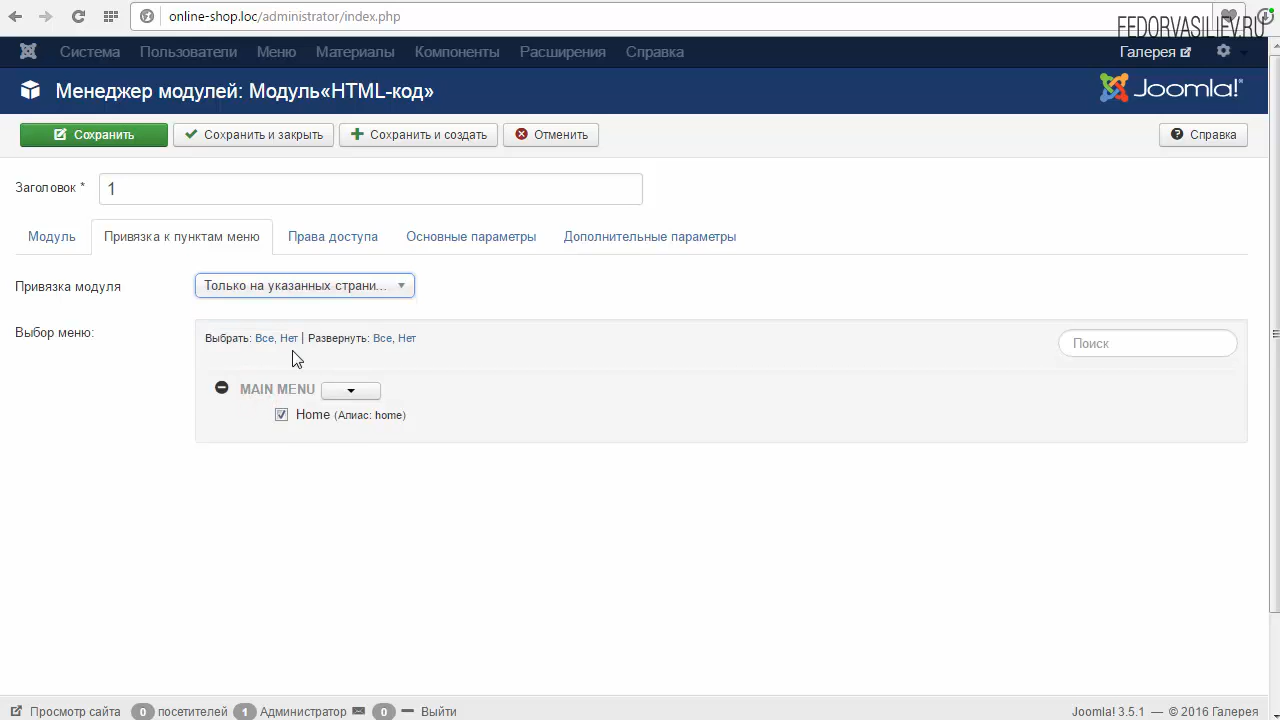 online-shop.loc/administrator/index.php
FEDORVASILIEV.RU
Система Пользователи Меню Материалы Компоненты Расширения Справка Галерея
Менеджер модулей: Модуль«HTML-код» Joomla!®
Сохранить Сохранить и закрыть Сохранить и создать Отменить Справка
Заголовок * 1
Модуль Привязка к пунктам меню Права доступа Основные параметры Дополнительные параметры
Привязка модуля Только на указанных страни...
Выбор меню: Выбрать: Все, Нет | Развернуть: Все, Нет Поиск
MAIN MENU
Home (Алиас: home)
Просмотр сайта 0 посетителей 1 Администратор 0 Выйти Joomla! 3.5.1 — © 2016 Галерея